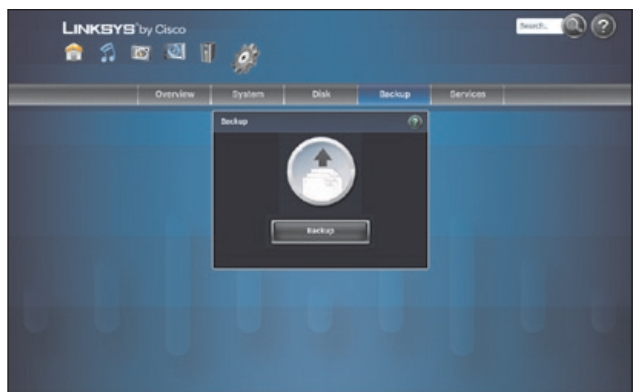 LINKSYS by Cisco
Search..
?
Overview
System
Disk
Backup
Services
Backup
?
Backup